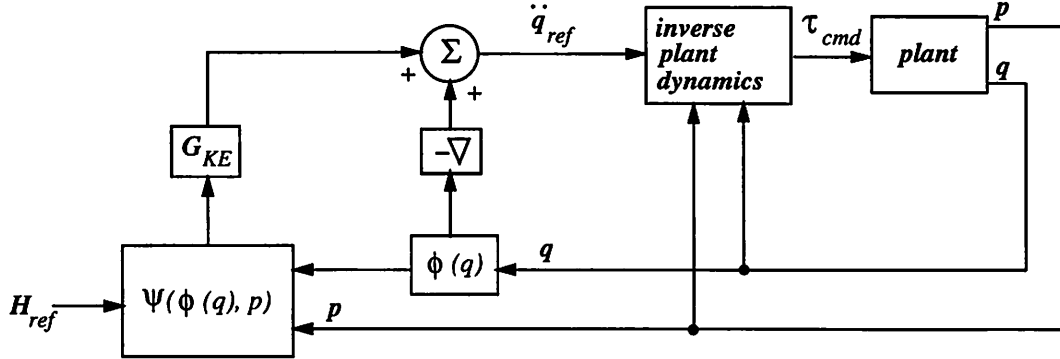 p
q̈_ref
inverse
plant
dynamics
τ_cmd
plant
q
Σ
+
+
G_KE
−∇
ϕ (q)
q
H_ref
Ψ(ϕ(q), p)
p